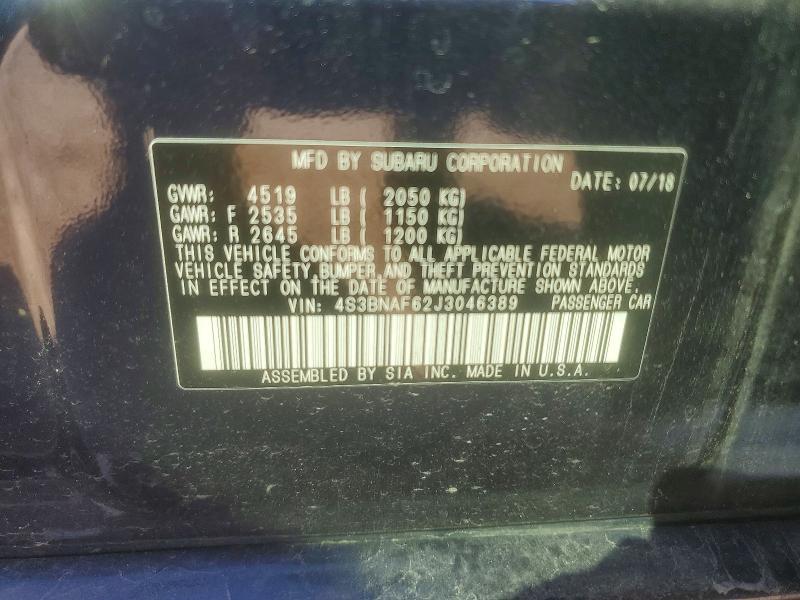 MFD BY SUBARU CORPORATION
DATE: 07/18
GVWR: 4519 LB ( 2050 KG)
GAWR: F 2535 LB ( 1150 KG)
GAWR: R 2645 LB ( 1200 KG)
THIS VEHICLE CONFORMS TO ALL APPLICABLE FEDERAL MOTOR
VEHICLE SAFETY,BUMPER,AND THEFT PREVENTION STANDARDS
IN EFFECT ON THE DATE OF MANUFACTURE SHOWN ABOVE.
VIN: 4S3BNAF62J3046389 PASSENGER CAR
ASSEMBLED BY SIA INC. MADE IN U.S.A.